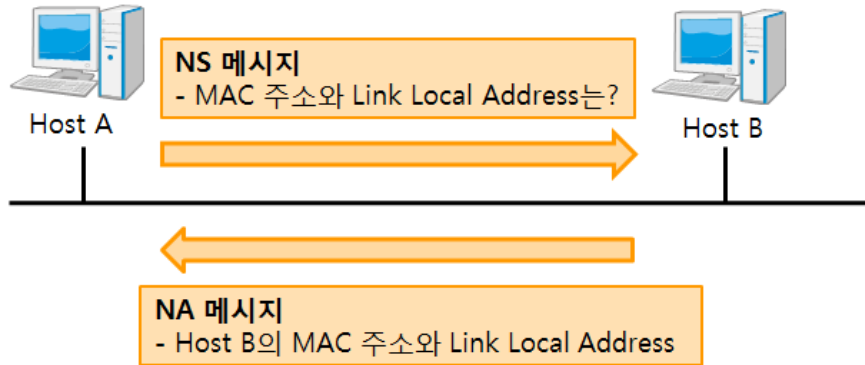 NS 메시지
- MAC 주소와 Link Local Address는?
Host A
Host B
NA 메시지
- Host B의 MAC 주소와 Link Local Address